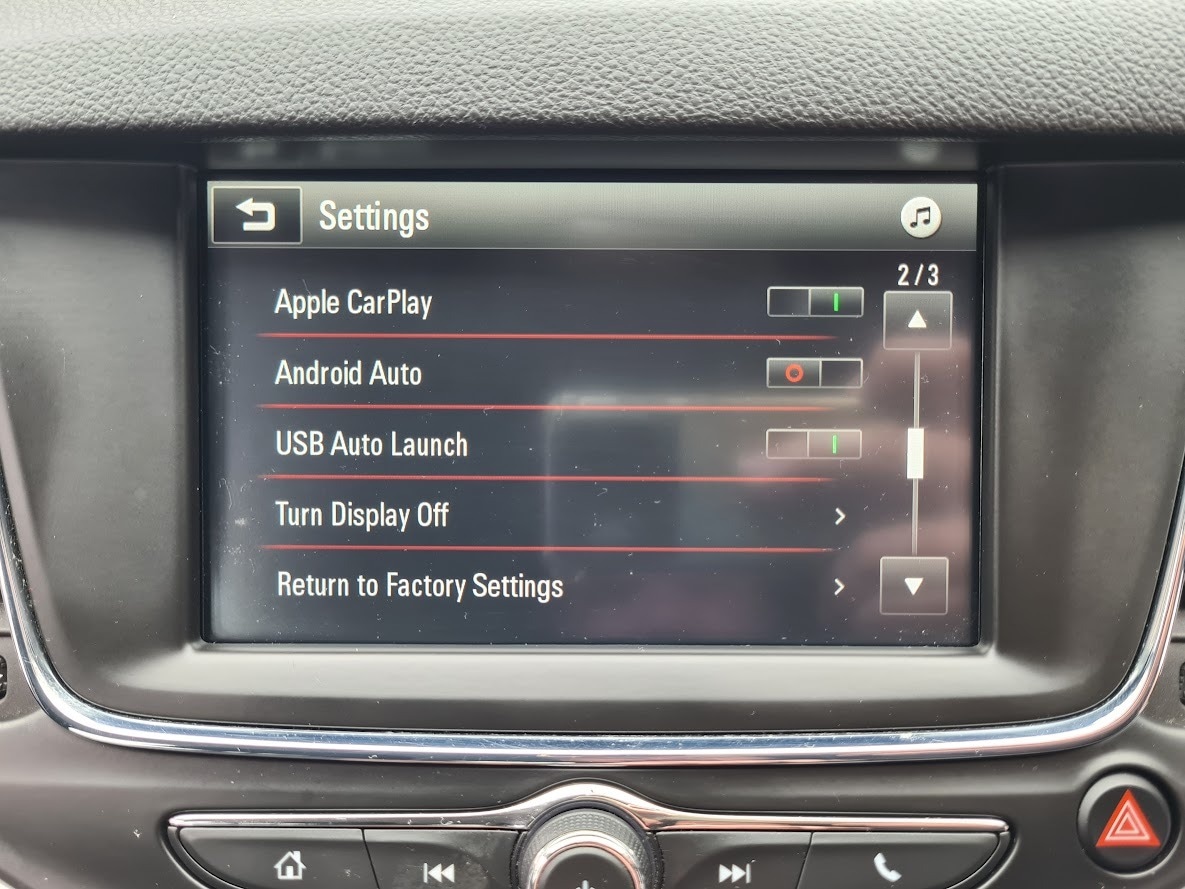 Settings
2/3
Apple CarPlay
Android Auto
USB Auto Launch
Turn Display Off
Return to Factory Settings